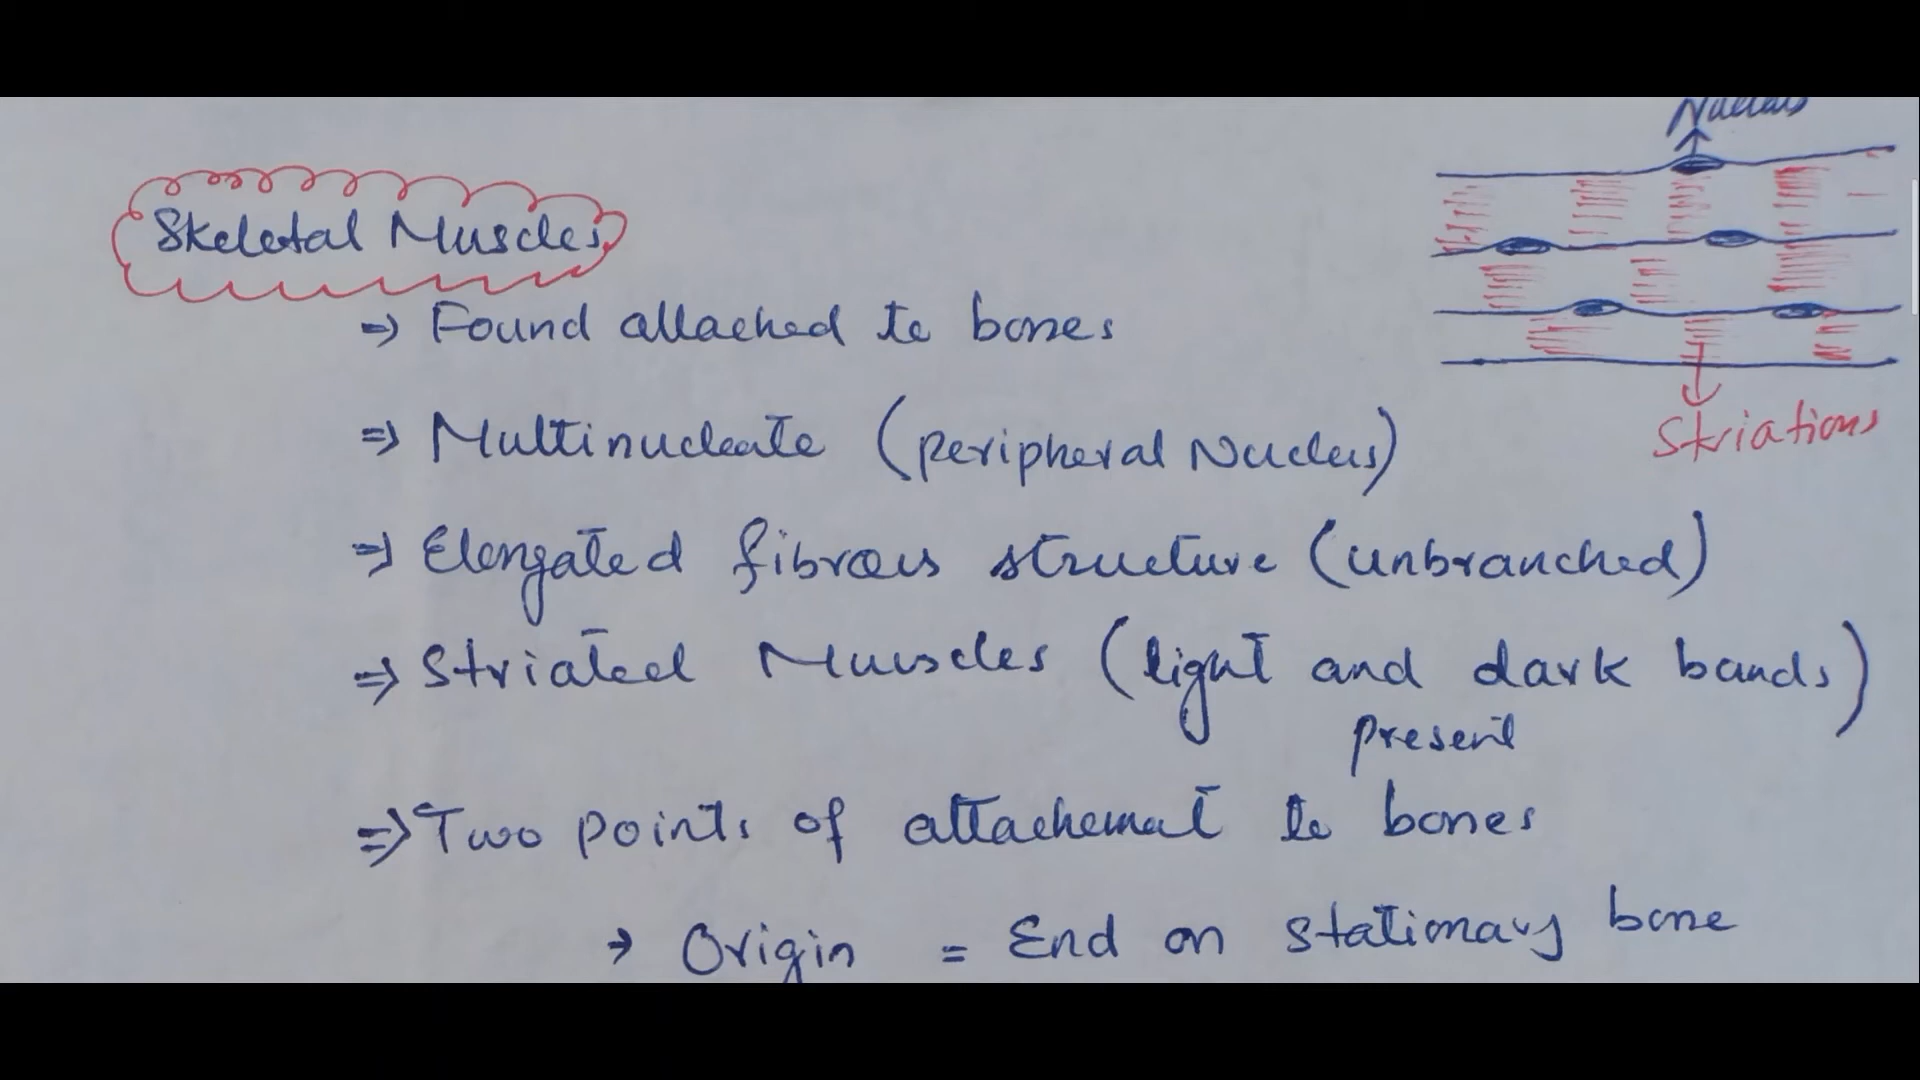 Nucleus
Skeletal Muscles
⇒ Found attached to bones
⇒ Multinucleate (peripheral Nucleus)
Striations
⇒ Elongated fibrous structure (unbranched)
⇒ Striated Muscles (light and dark bands)
present
⇒ Two points of attachemat to bones
→ Origin = End on stationary bone